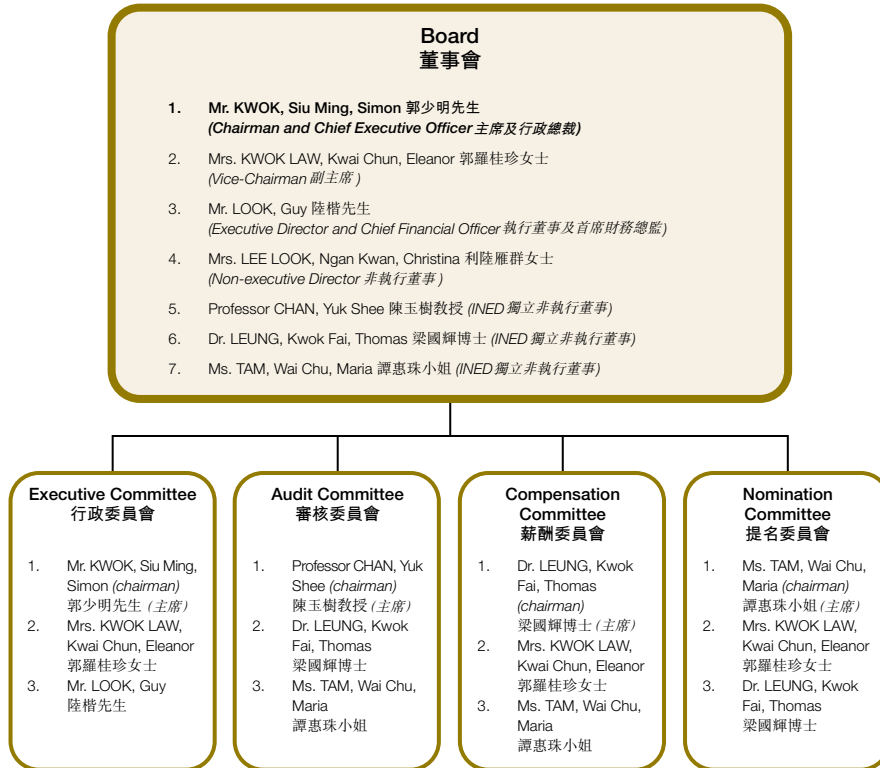 Board
董事會
1. Mr. KWOK, Siu Ming, Simon 郭少明先生
(Chairman and Chief Executive Officer 主席及行政總裁)
2. Mrs. KWOK LAW, Kwai Chun, Eleanor 郭羅桂珍女士
(Vice-Chairman 副主席)
3. Mr. LOOK, Guy 陸楷先生
(Executive Director and Chief Financial Officer 執行董事及首席財務總監)
4. Mrs. LEE LOOK, Ngan Kwan, Christina 利陸雁群女士
(Non-executive Director 非執行董事)
5. Professor CHAN, Yuk Shee 陳玉樹教授 (INED 獨立非執行董事)
6. Dr. LEUNG, Kwok Fai, Thomas 梁國輝博士 (INED 獨立非執行董事)
7. Ms. TAM, Wai Chu, Maria 譚惠珠小姐 (INED 獨立非執行董事)
Executive Committee
行政委員會
1. Mr. KWOK, Siu Ming,
Simon (chairman)
郭少明先生 (主席)
2. Mrs. KWOK LAW,
Kwai Chun, Eleanor
郭羅桂珍女士
3. Mr. LOOK, Guy
陸楷先生
Audit Committee
審核委員會
1. Professor CHAN, Yuk
Shee (chairman)
陳玉樹教授 (主席)
2. Dr. LEUNG, Kwok
Fai, Thomas
梁國輝博士
3. Ms. TAM, Wai Chu,
Maria
譚惠珠小姐
Compensation
Committee
薪酬委員會
1. Dr. LEUNG, Kwok
Fai, Thomas
(chairman)
梁國輝博士 (主席)
2. Mrs. KWOK LAW,
Kwai Chun, Eleanor
郭羅桂珍女士
3. Ms. TAM, Wai Chu,
Maria
譚惠珠小姐
Nomination
Committee
提名委員會
1. Ms. TAM, Wai Chu,
Maria (chairman)
譚惠珠小姐 (主席)
2. Mrs. KWOK LAW,
Kwai Chun, Eleanor
郭羅桂珍女士
3. Dr. LEUNG, Kwok
Fai, Thomas
梁國輝博士